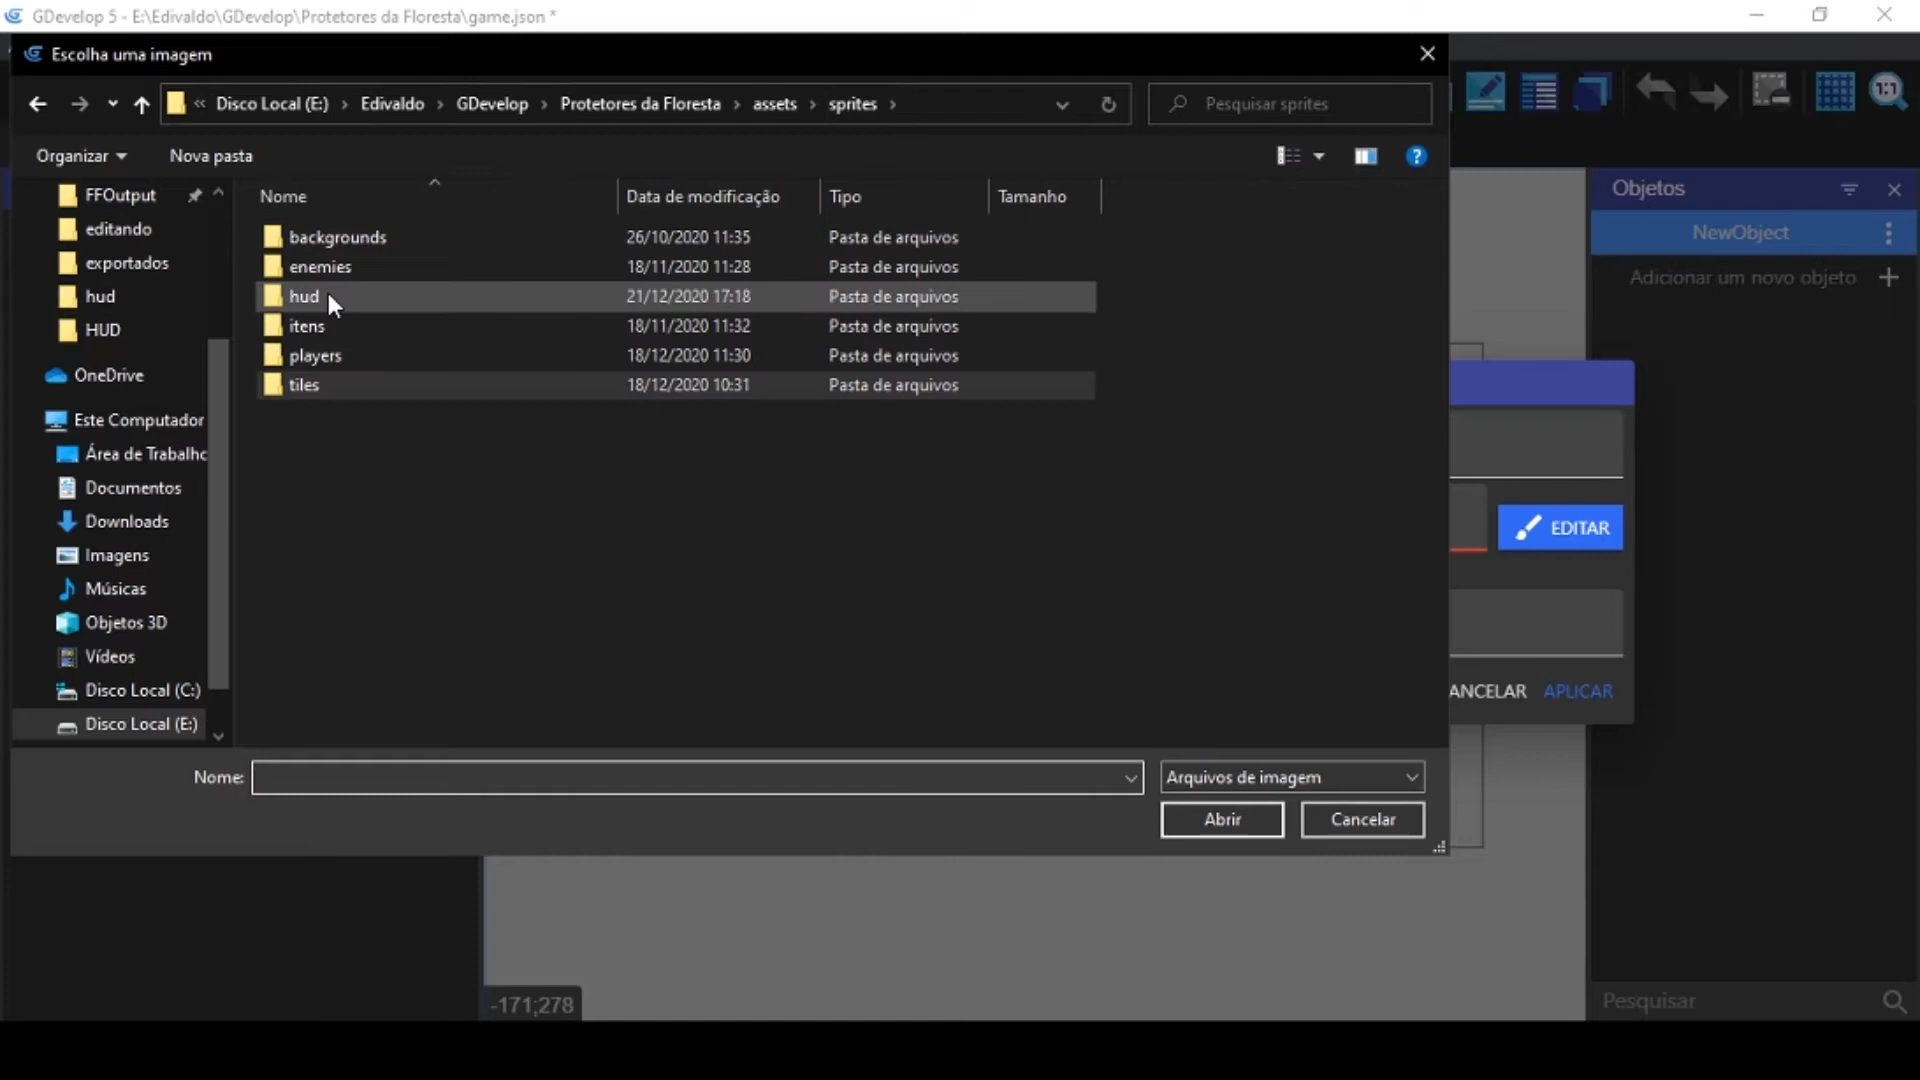 GDevelop 5 - E:\Edivaldo\GDevelop\Protetores da Floresta\game.json *
Escolha uma imagem
« Disco Local (E:) › Edivaldo › GDevelop › Protetores da Floresta › assets › sprites ›
Pesquisar sprites
1:1
Organizar
Nova pasta
FFOutput
editando
exportados
hud
HUD
OneDrive
Este Computador
Área de Trabalho
Documentos
Downloads
Imagens
Músicas
Objetos 3D
Vídeos
Disco Local (C:)
Disco Local (E:)
Nome Data de modificação Tipo Tamanho
backgrounds 26/10/2020 11:35 Pasta de arquivos
enemies 18/11/2020 11:28 Pasta de arquivos
hud 21/12/2020 17:18 Pasta de arquivos
itens 18/11/2020 11:32 Pasta de arquivos
players 18/12/2020 11:30 Pasta de arquivos
tiles 18/12/2020 10:31 Pasta de arquivos
Nome:
Arquivos de imagem
Abrir
Cancelar
Objetos
NewObject
Adicionar um novo objeto
EDITAR
ANCELAR APLICAR
-171;278
Pesquisar